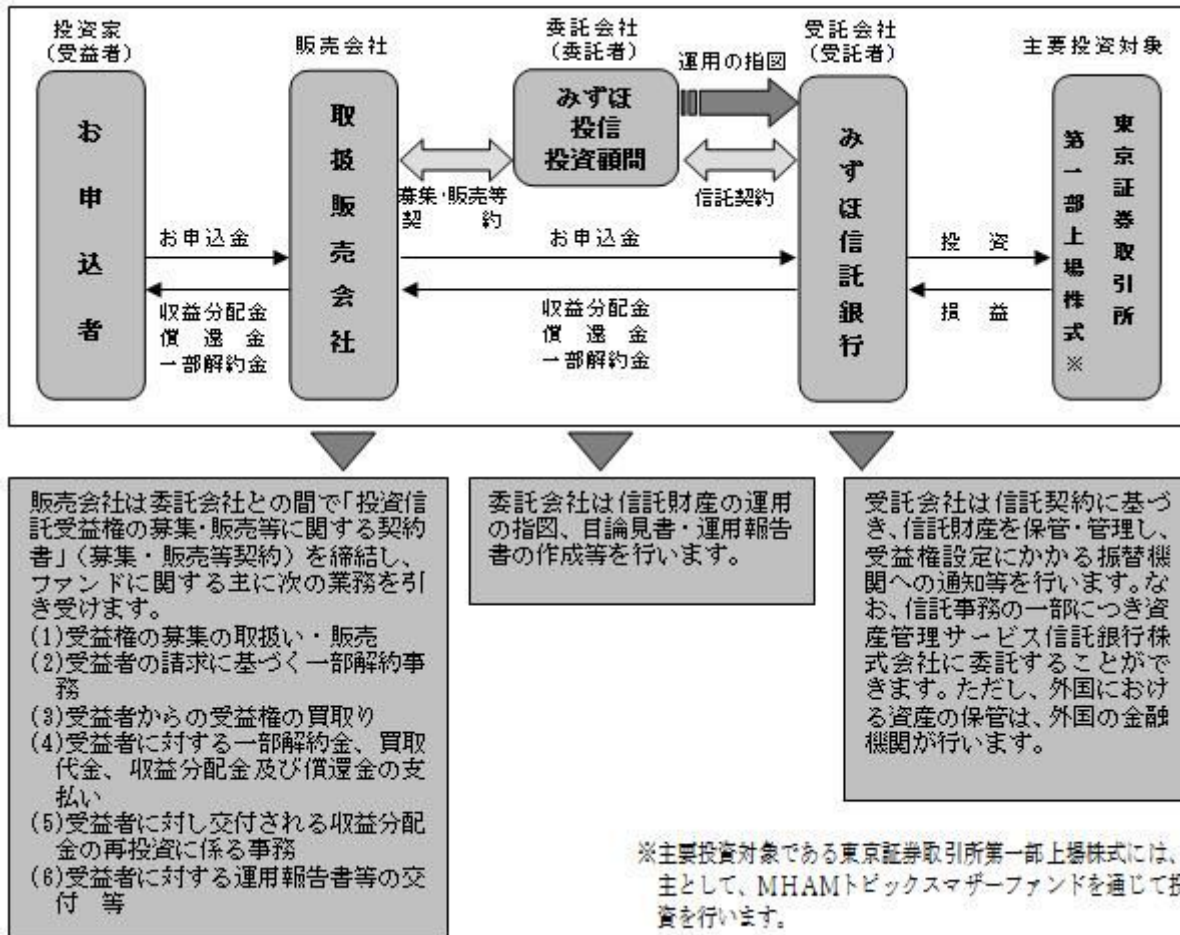 投資家
(受益者)
お申込者
販売会社
取扱販売会社
委託会社
(委託者)
みずほ
投信
投資顧問
運用の指図
受託会社
(受託者)
みずほ信託銀行
主要投資対象
東京証券取引所
第一部上場株式※
募集・販売等
契約
信託契約
お申込金
収益分配金
償還金
一部解約金
お申込金
収益分配金
償還金
一部解約金
投資
損益
販売会社は委託会社との間で「投資信
託受益権の募集・販売等に関する契約
書」(募集・販売等契約)を締結し、
ファンドに関する主に次の業務を引
き受けます。
(1)受益権の募集の取扱い・販売
(2)受益者の請求に基づく一部解約事
務
(3)受益者からの受益権の買取り
(4)受益者に対する一部解約金、買取
代金、収益分配金及び償還金の支
払い
(5)受益者に対し交付される収益分配
金の再投資に係る事務
(6)受益者に対する運用報告書等の交
付 等
委託会社は信託財産の運用
の指図、目論見書・運用報告
書の作成等を行います。
受託会社は信託契約に基づ
き、信託財産を保管・管理し、
受益権設定にかかる振替機
関への通知等を行います。な
お、信託事務の一部につき資
産管理サービス信託銀行株
式会社に委託することがで
きます。ただし、外国におけ
る資産の保管は、外国の金融
機関が行います。
※主要投資対象である東京証券取引所第一部上場株式には、
主として、MHAMトピックスマザーファンドを通じて投
資を行います。